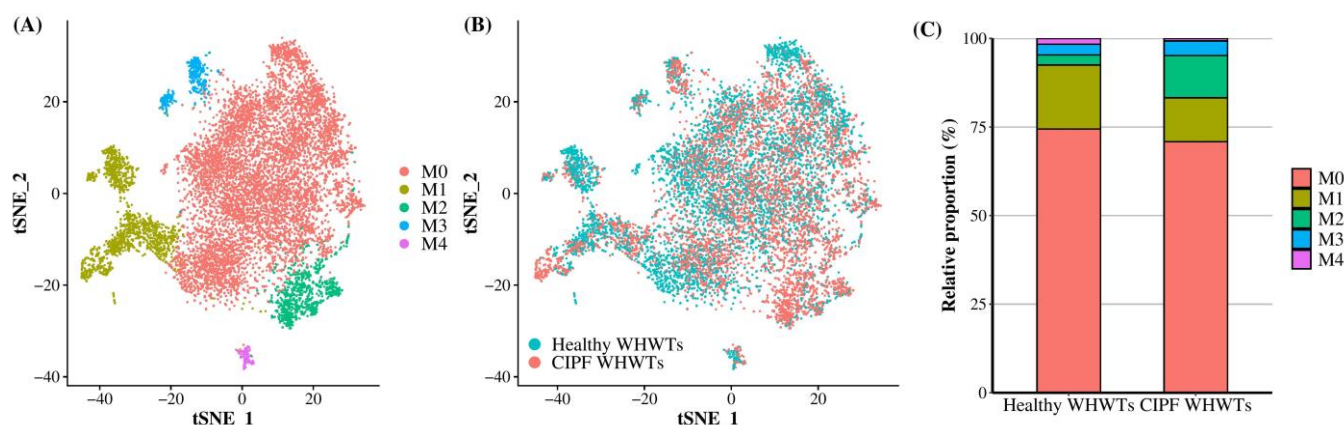 (A)
tSNE_2
20
0
−20
−40
−40
−20
0
20
tSNE_1
M0
M1
M2
M3
M4
(B)
tSNE_2
20
0
−20
−40
−40
−20
0
20
tSNE_1
Healthy WHWTs
CIPF WHWTs
(C)
Relative proportion (%)
100
75
50
25
0
Healthy WHWTs CIPF WHWTs
M0
M1
M2
M3
M4